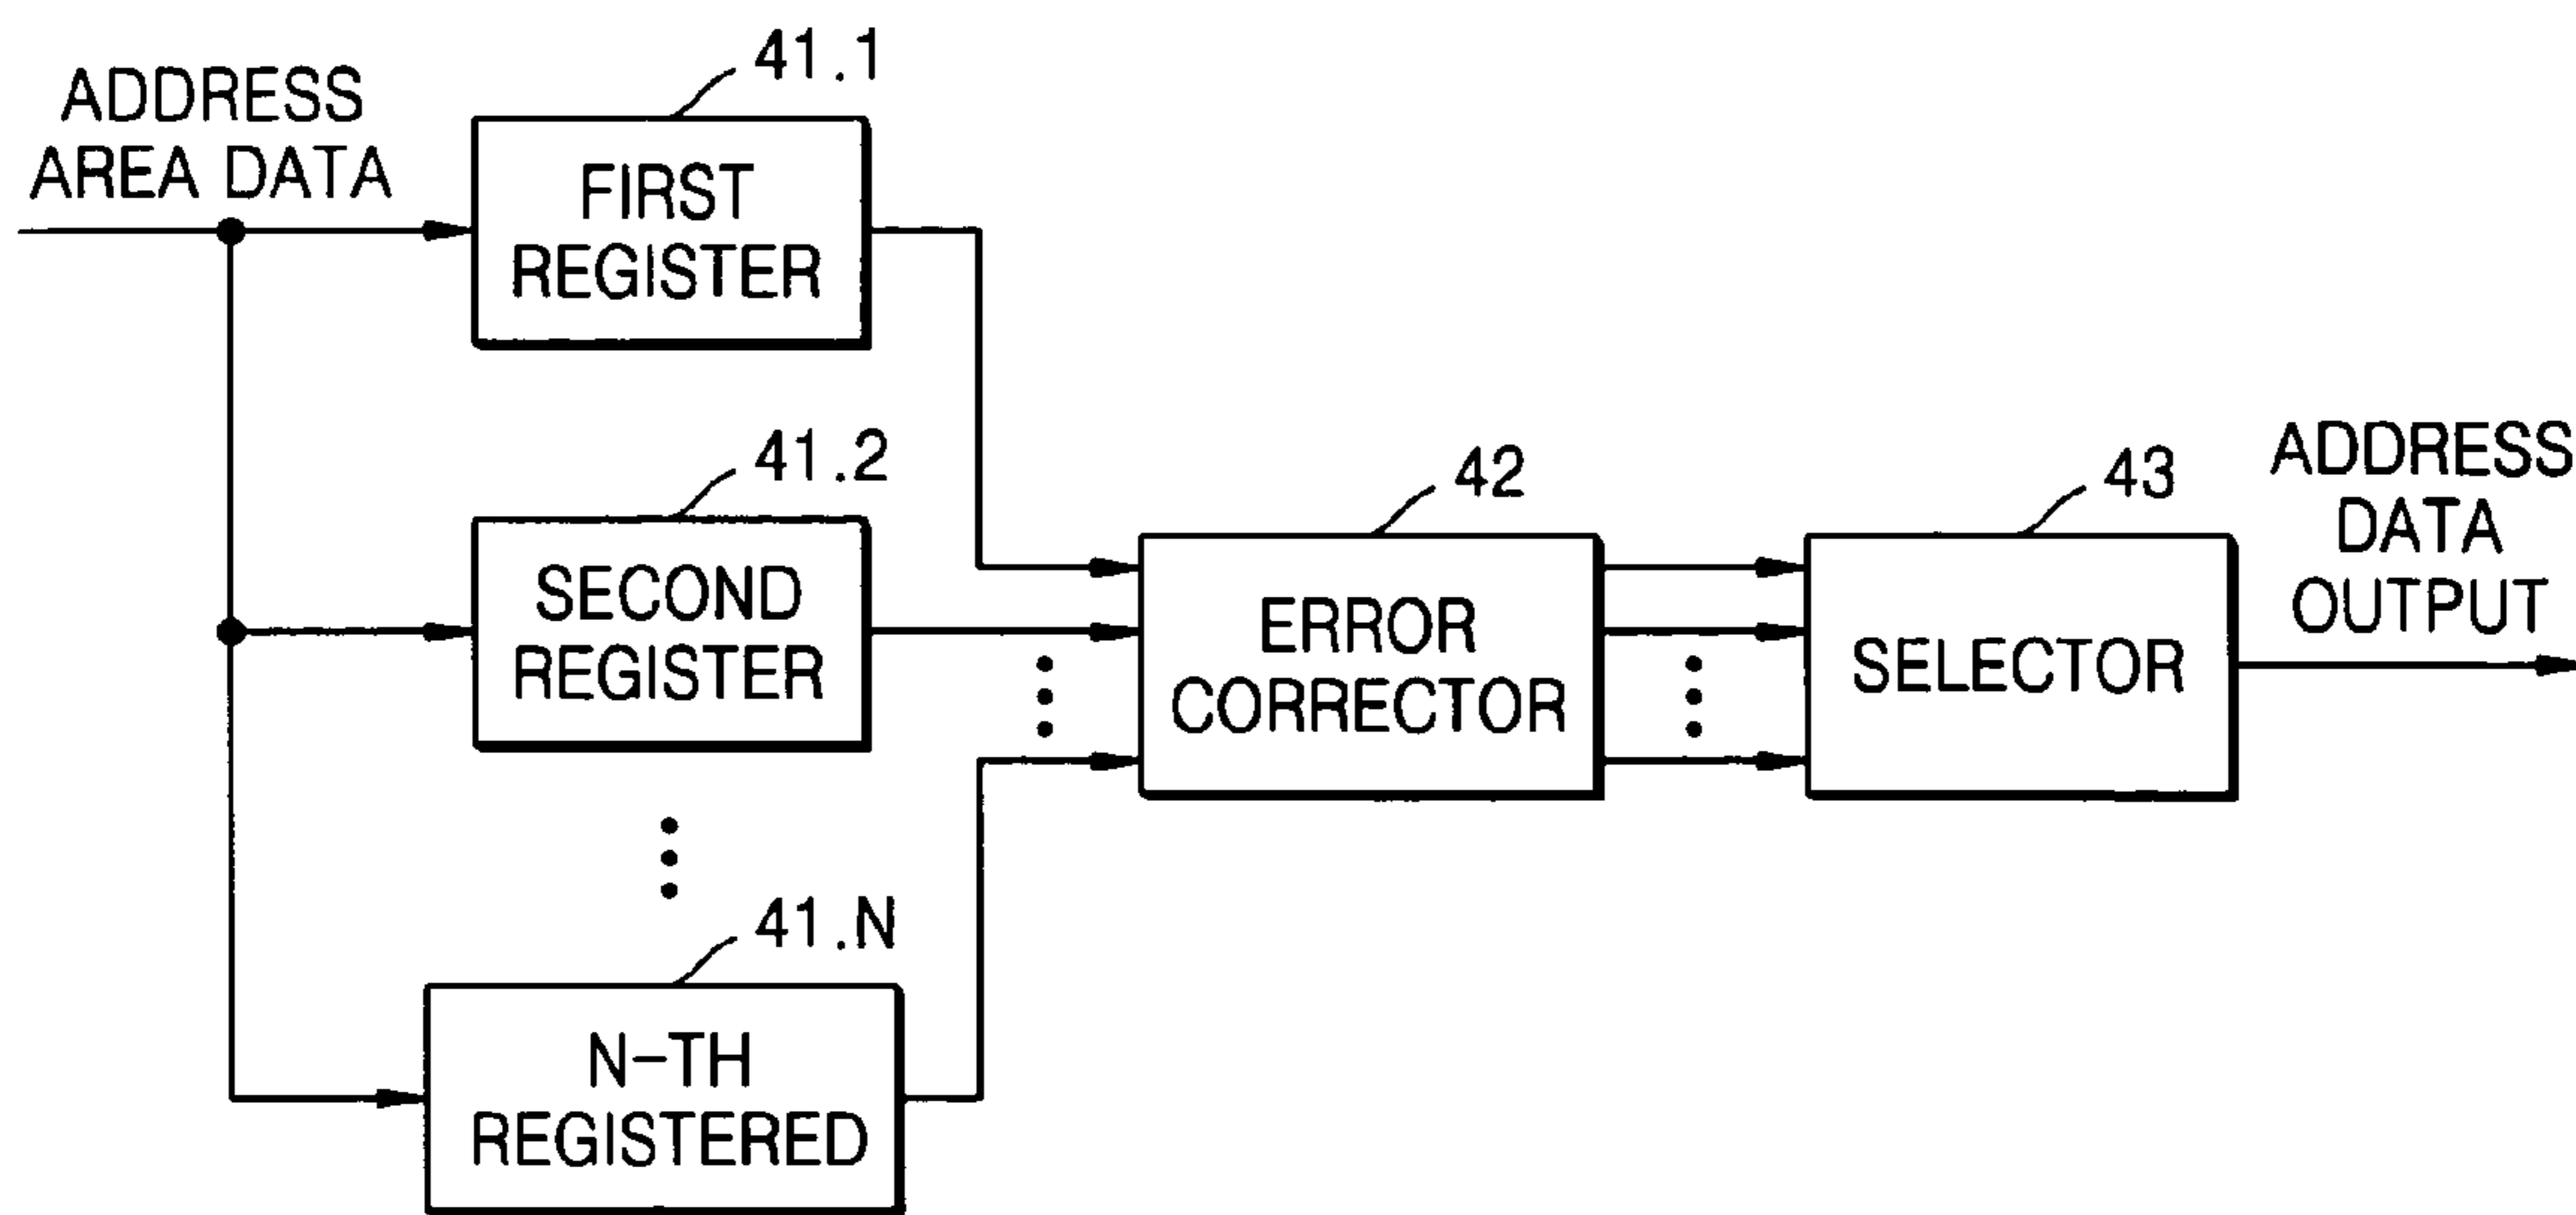 ADDRESS
AREA DATA
41.1
FIRST
REGISTER
41.2
SECOND
REGISTER
41.N
N-TH
REGISTERED
42
ERROR
CORRECTOR
43
SELECTOR
ADDRESS
DATA
OUTPUT